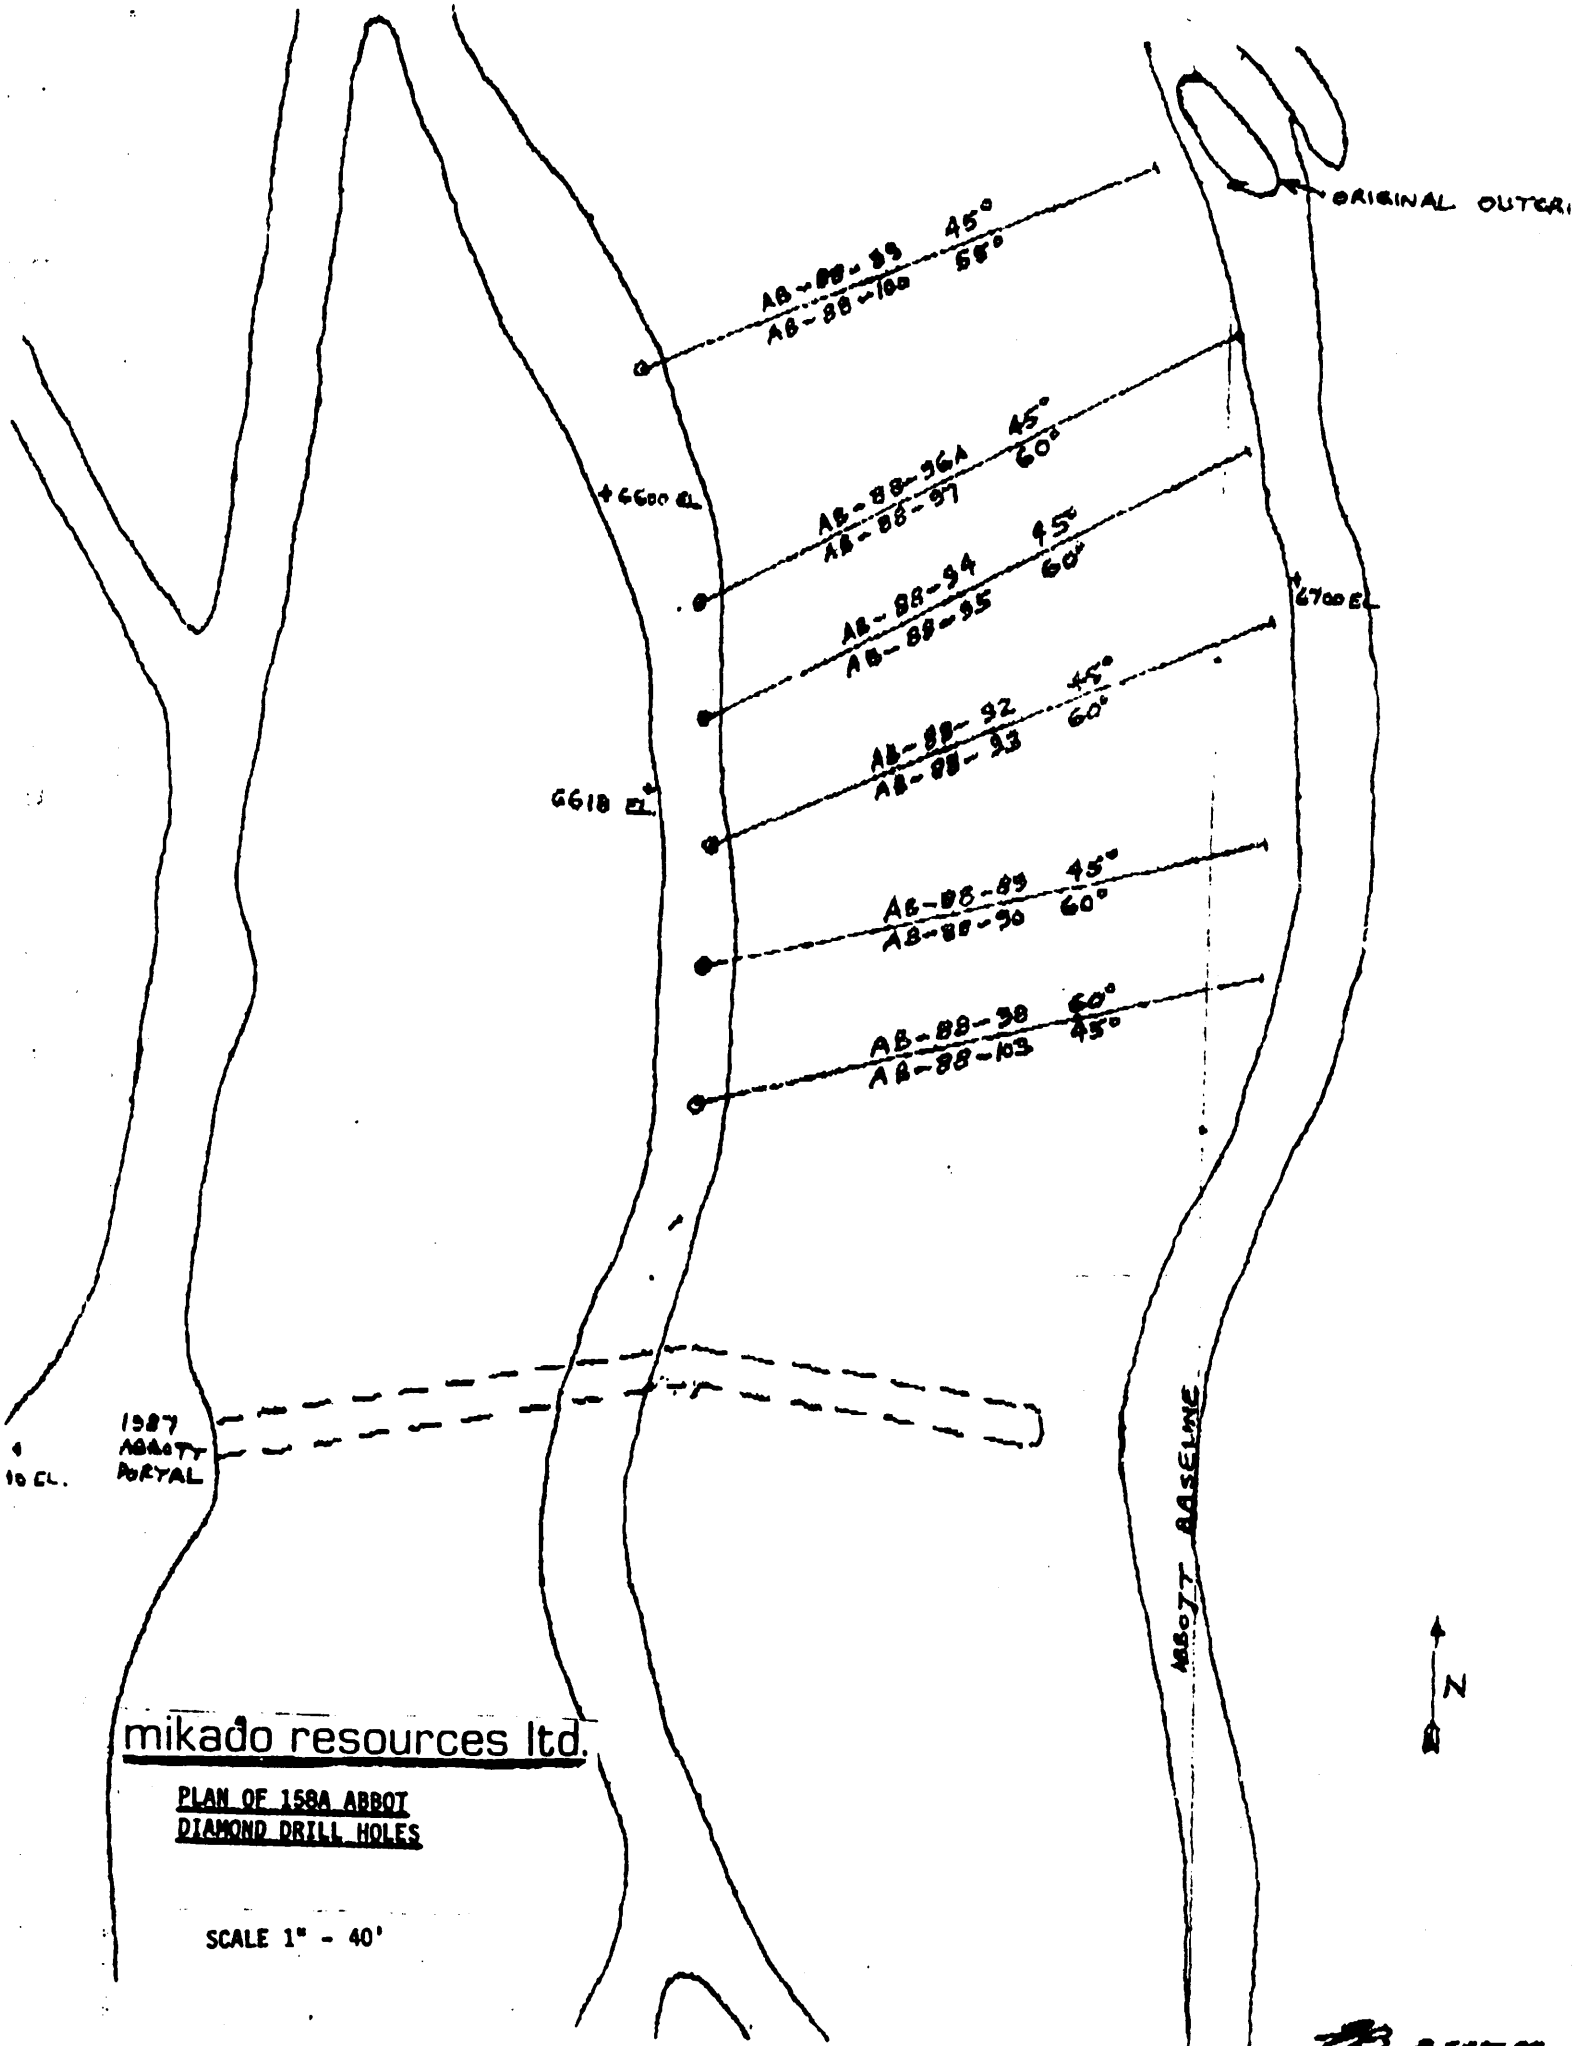 ORIGINAL
AB-88-99 45°
AB-88-100 55°
AB-88-96A 45°
AB-88-97 60°
+6600 EL
AB-88-94 45°
AB-88-95 60°
6700 EL
AB-88-92 45°
AB-88-93 60°
6618 EL.
AB-88-89 45°
AB-88-90 60°
AB-88-98 60°
AB-88-103 45°
1987
ABBOTT
PORTAL
10 EL.
ABBOTT BASELINE
N
mikado resources ltd.
PLAN OF 158A ABBOT
DIAMOND DRILL HOLES
SCALE 1" - 40'